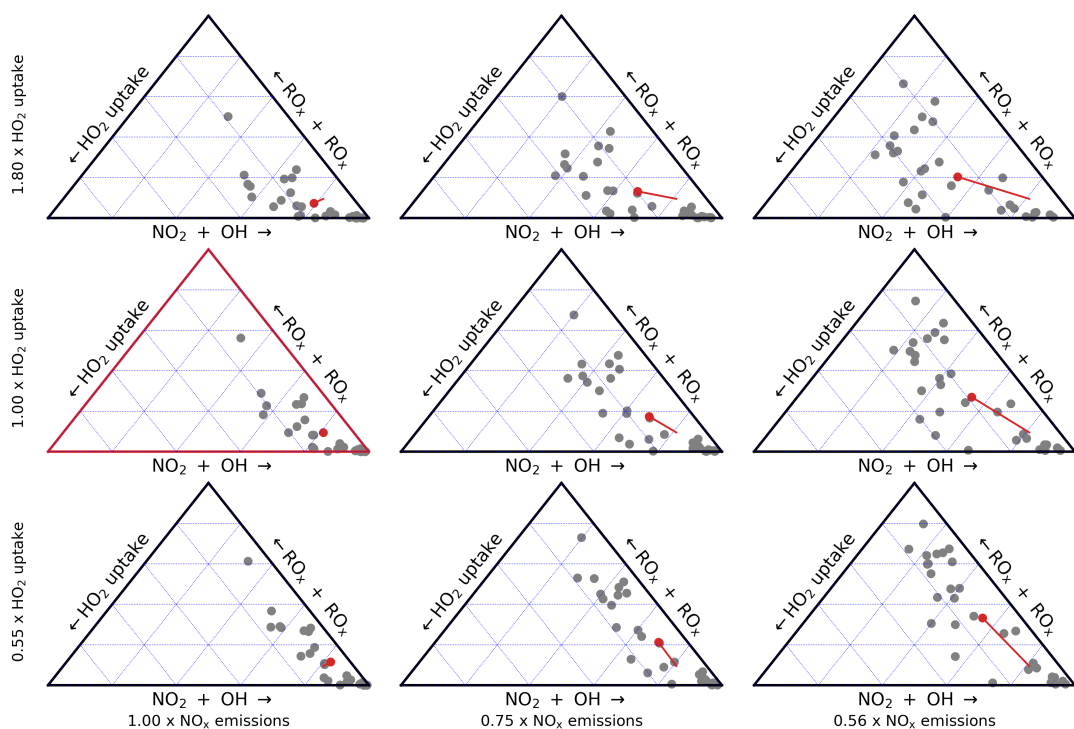 1.80 x HO₂ uptake
← HO₂ uptake
← ROₓ + ROₓ
NO₂ + OH →
← HO₂ uptake
← ROₓ + ROₓ
NO₂ + OH →
← HO₂ uptake
← ROₓ + ROₓ
NO₂ + OH →
1.00 x HO₂ uptake
← HO₂ uptake
← ROₓ + ROₓ
NO₂ + OH →
← HO₂ uptake
← ROₓ + ROₓ
NO₂ + OH →
← HO₂ uptake
← ROₓ + ROₓ
NO₂ + OH →
0.55 x HO₂ uptake
← HO₂ uptake
← ROₓ + ROₓ
NO₂ + OH →
1.00 x NOₓ emissions
← HO₂ uptake
← ROₓ + ROₓ
NO₂ + OH →
0.75 x NOₓ emissions
← HO₂ uptake
← ROₓ + ROₓ
NO₂ + OH →
0.56 x NOₓ emissions